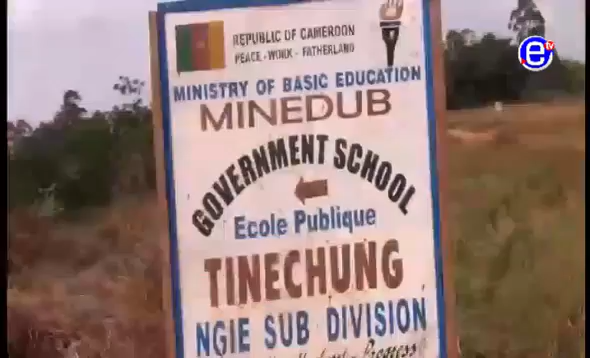 REPUBLIC OF CAMEROON
PEACE - WORK - FATHERLAND
MINISTRY OF BASIC EDUCATION
MINEDUB
GOVERNMENT SCHOOL
Ecole Publique
TINECHUNG
NGIE SUB DIVISION
Progress
e tv